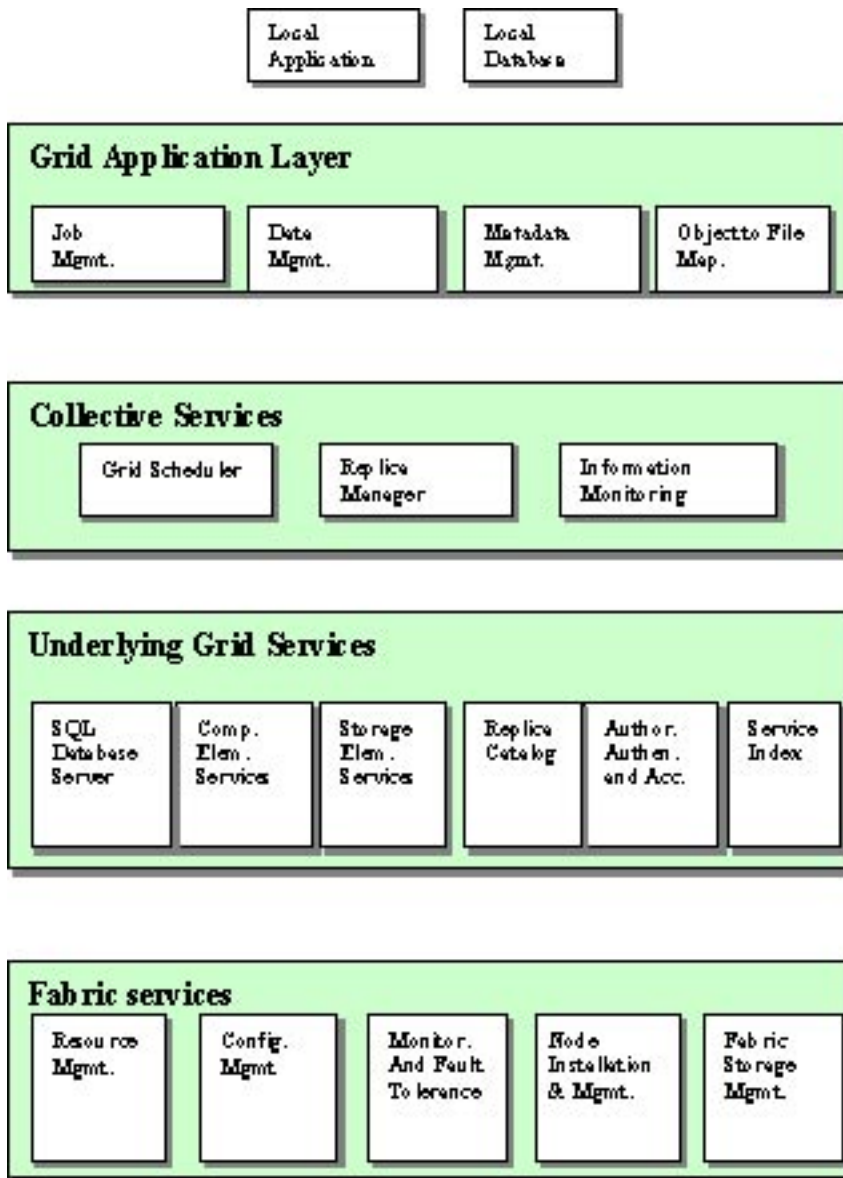 Local
Application
Local
Database
Grid Application Layer
Job
Mgmt.
Data
Mgmt.
Metadata
Mgmt.
Object to File
Map.
Collective Services
Grid Scheduler
Replica
Manager
Information
Monitoring
Underlying Grid Services
SQL
Database
Server
Comp.
Elem.
Services
Storage
Elem.
Services
Replica
Catalog
Author.
Authen.
and Acc.
Service
Index
Fabric services
Resource
Mgmt.
Config.
Mgmt.
Monitor.
And Fault
Tolerance
Node
Installation
& Mgmt.
Fabric
Storage
Mgmt.